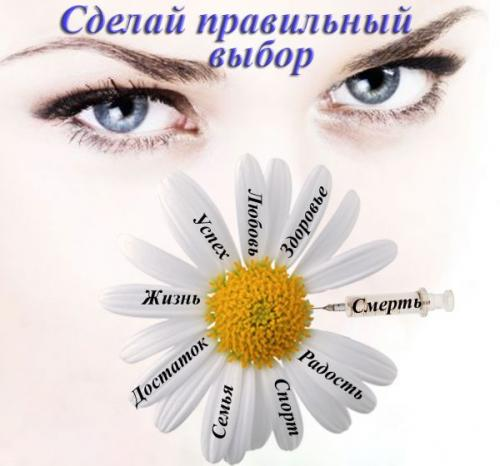 Сделай правильный
выбор
Успех
Любовь
Здоровье
Жизнь
Смерть
Достаток
Радость
Семья
Спорт